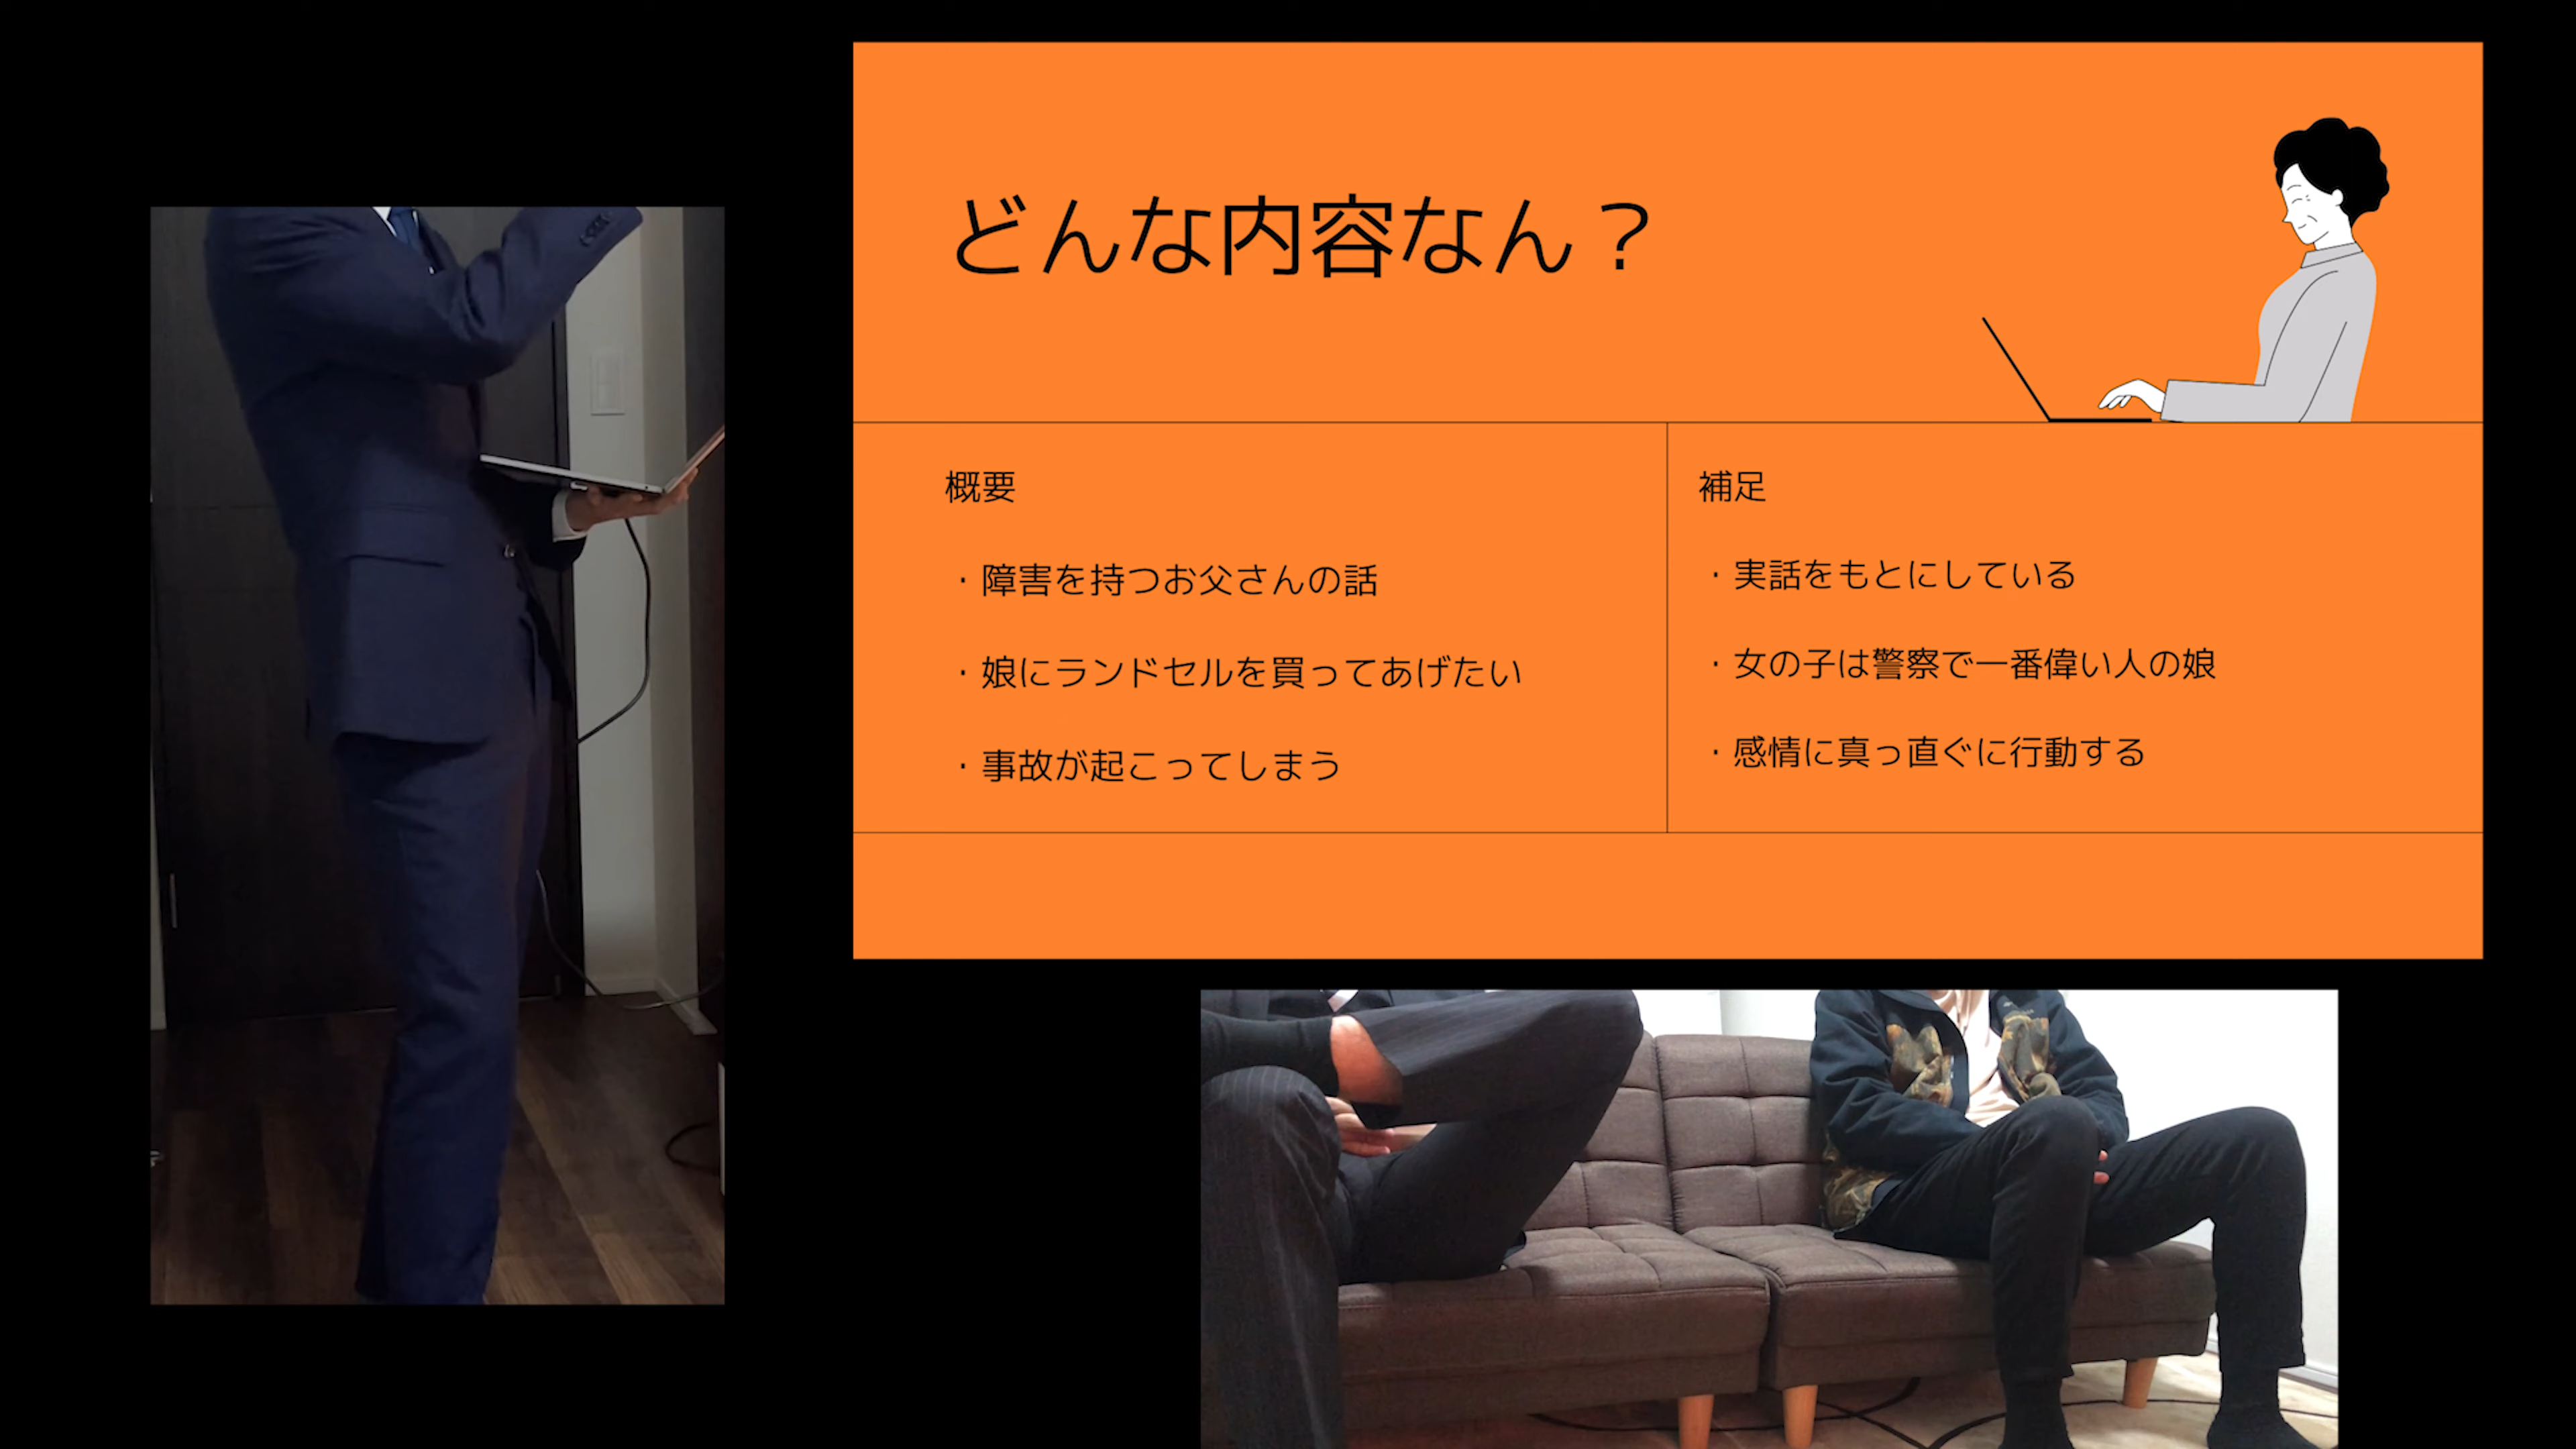 どんな内容なん？
概要
・障害を持つお父さんの話
・娘にランドセルを買ってあげたい
・事故が起こってしまう
補足
・実話をもとにしている
・女の子は警察で一番偉い人の娘
・感情に真っ直ぐに行動する